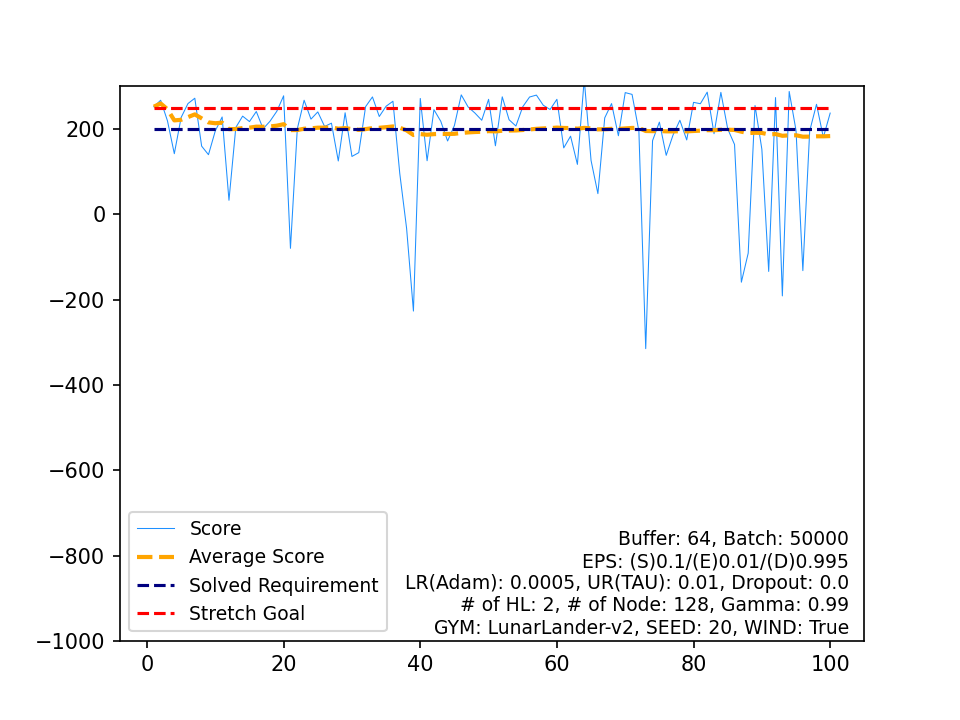 200
0
−200
−400
−600
−800
−1000
0
20
40
60
80
100
Score
Average Score
Solved Requirement
Stretch Goal
Buffer: 64, Batch: 50000
EPS: (S)0.1/(E)0.01/(D)0.995
LR(Adam): 0.0005, UR(TAU): 0.01, Dropout: 0.0
# of HL: 2, # of Node: 128, Gamma: 0.99
GYM: LunarLander-v2, SEED: 20, WIND: True